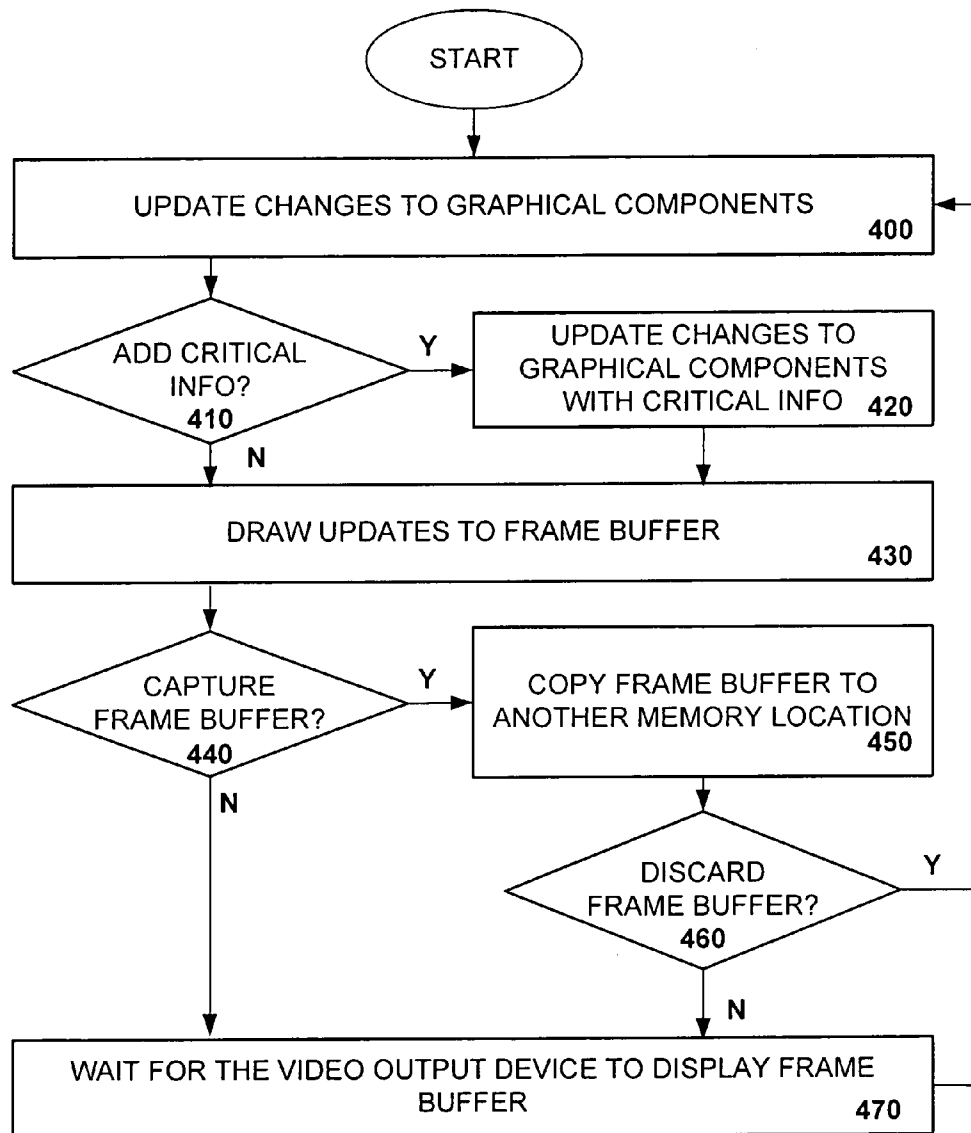 START
UPDATE CHANGES TO GRAPHICAL COMPONENTS
400
ADD CRITICAL
INFO?
410
Y
N
UPDATE CHANGES TO
GRAPHICAL COMPONENTS
WITH CRITICAL INFO
420
DRAW UPDATES TO FRAME BUFFER
430
CAPTURE
FRAME BUFFER?
440
Y
N
COPY FRAME BUFFER TO
ANOTHER MEMORY LOCATION
450
DISCARD
FRAME BUFFER?
460
Y
N
WAIT FOR THE VIDEO OUTPUT DEVICE TO DISPLAY FRAME
BUFFER
470